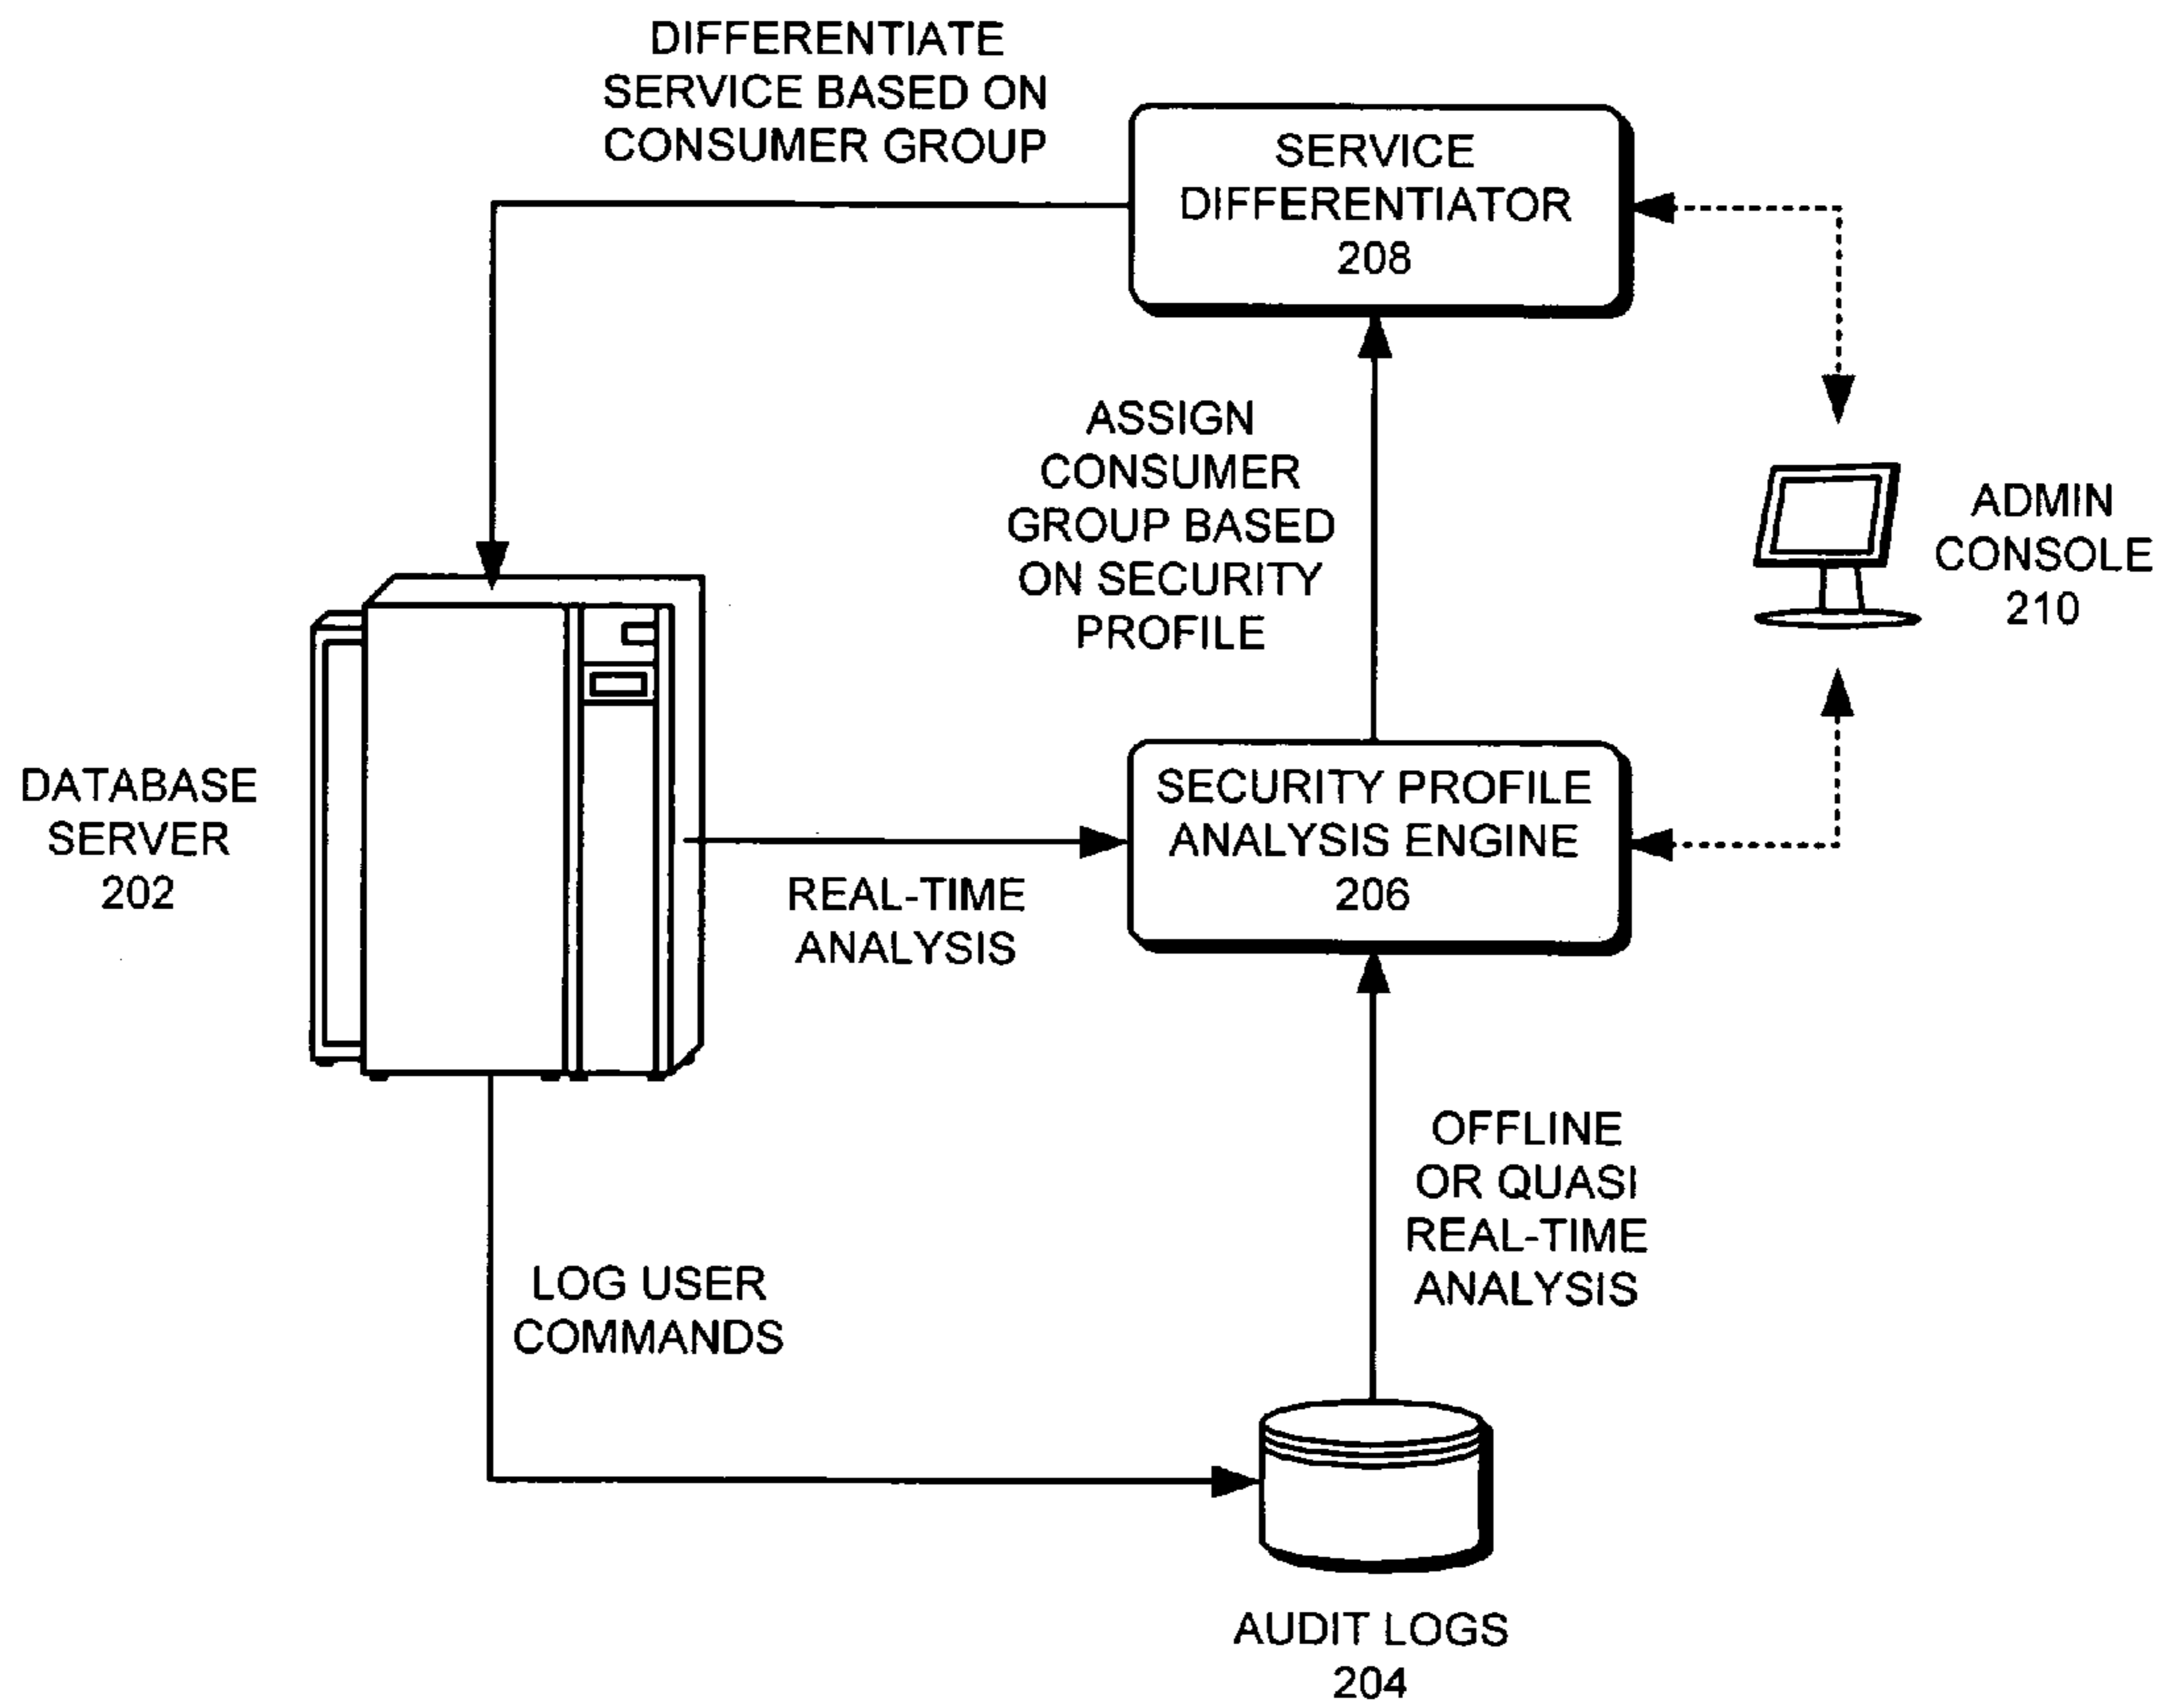 DIFFERENTIATE
SERVICE BASED ON
CONSUMER GROUP
SERVICE
DIFFERENTIATOR
208
ASSIGN
CONSUMER
GROUP BASED
ON SECURITY
PROFILE
ADMIN
CONSOLE
210
DATABASE
SERVER
202
REAL-TIME
ANALYSIS
SECURITY PROFILE
ANALYSIS ENGINE
206
OFFLINE
OR QUASI
REAL-TIME
ANALYSIS
LOG USER
COMMANDS
AUDIT LOGS
204